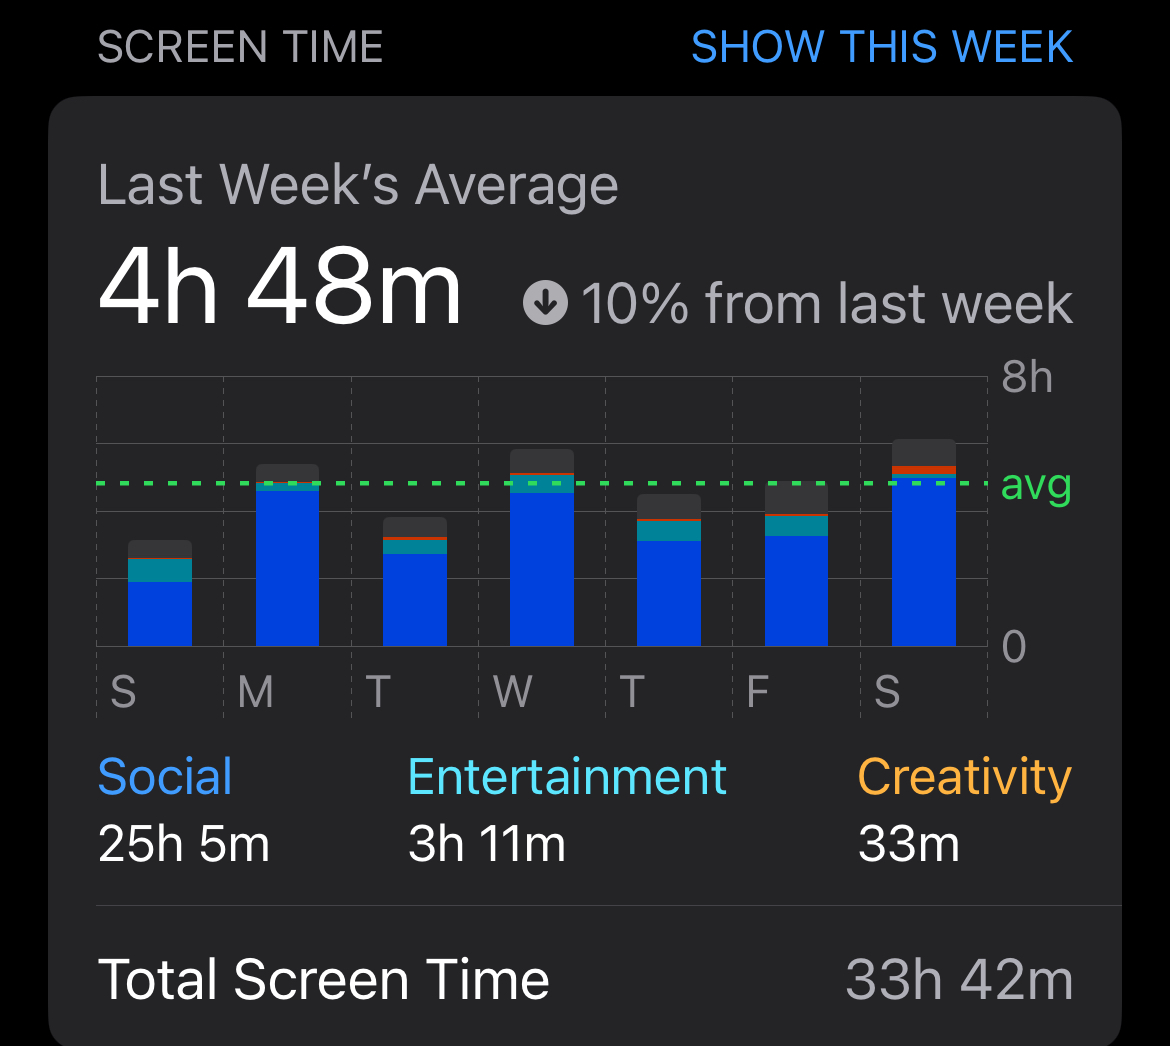 SCREEN TIME SHOW THIS WEEK
Last Week’s Average
4h 48m 10% from last week
8h
avg
0
S M T W T F S
Social Entertainment Creativity
25h 5m 3h 11m 33m
Total Screen Time 33h 42m